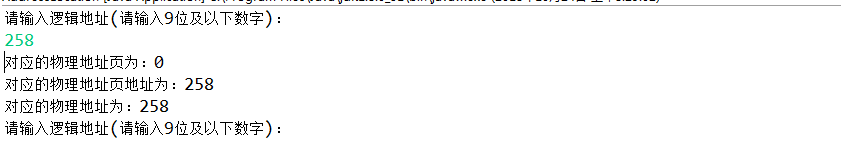 请输入逻辑地址(请输入9位及以下数字):
258
对应的物理地址页为:0
对应的物理地址页地址为:258
对应的物理地址为:258
请输入逻辑地址(请输入9位及以下数字):